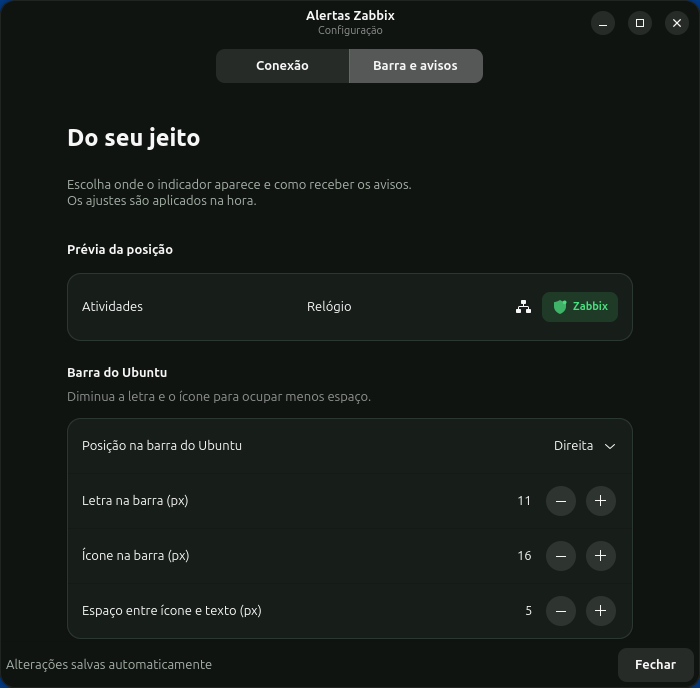 Alertas Zabbix
Configuração
Conexão
Barra e avisos
Do seu jeito
Escolha onde o indicador aparece e como receber os avisos.
Os ajustes são aplicados na hora.
Prévia da posição
Atividades
Relógio
Zabbix
Barra do Ubuntu
Diminua a letra e o ícone para ocupar menos espaço.
Posição na barra do Ubuntu
Direita
Letra na barra (px)
11
Ícone na barra (px)
16
Espaço entre ícone e texto (px)
5
Alterações salvas automaticamente
Fechar